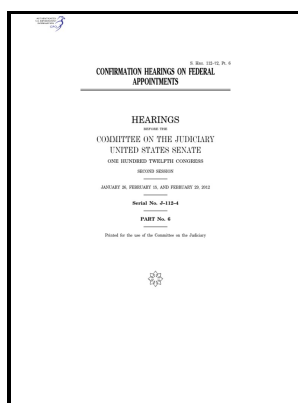 S. Hrg. 112–72, Pt. 6
CONFIRMATION HEARINGS ON FEDERAL
APPOINTMENTS
HEARINGS
BEFORE THE
COMMITTEE ON THE JUDICIARY
UNITED STATES SENATE
ONE HUNDRED TWELFTH CONGRESS
SECOND SESSION
JANUARY 26, FEBRUARY 15, AND FEBRUARY 29, 2012
Serial No. J–112–4
PART No. 6
Printed for the use of the Committee on the Judiciary